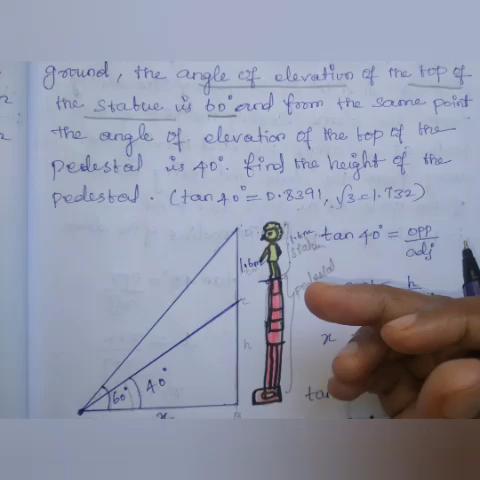 ground, the angle of elevation of the top of
the statue is 60° and from the same point
the angle of elevation of the top of the
pedestal is 40°. find the height of the
pedestal. (tan 40° = 0.8391, √3 = 1.732)
tan 40° = opp/adj
1.6m
statue
pedestal
h
h
x
60° 40°
x
tan